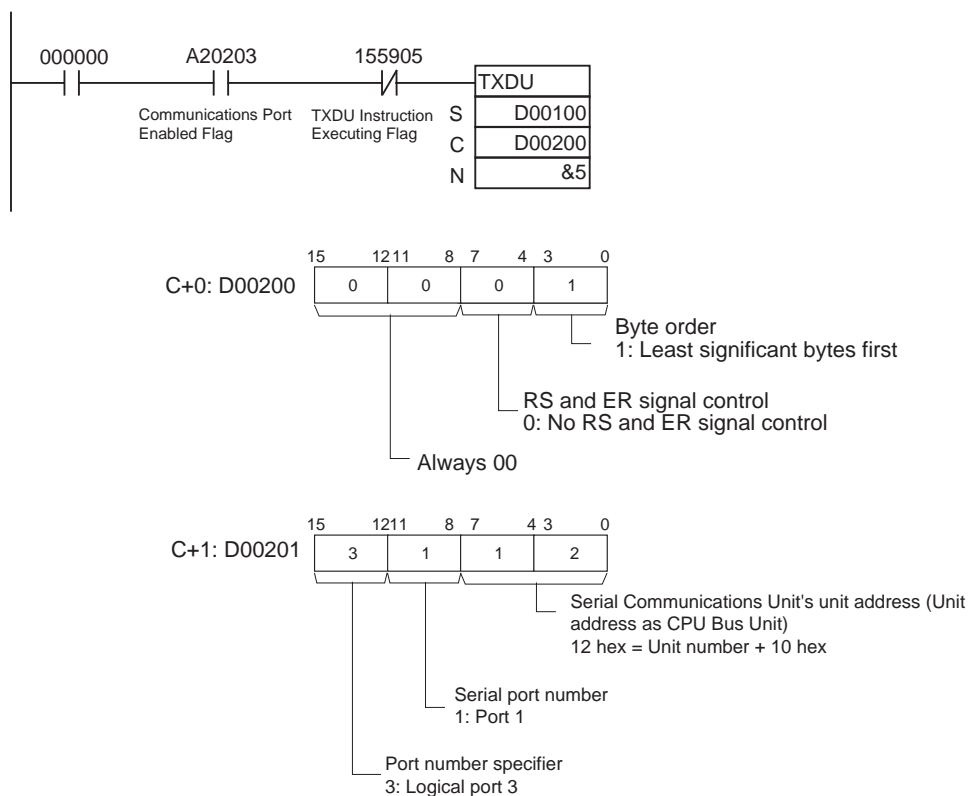 000000 A20203 155905
TXDU
Communications Port TXDU Instruction S D00100
Enabled Flag Executing Flag C D00200
N &5
15 12 11 8 7 4 3 0
C+0: D00200 0 0 0 1
Byte order
1: Least significant bytes first
RS and ER signal control
0: No RS and ER signal control
Always 00
15 12 11 8 7 4 3 0
C+1: D00201 3 1 1 2
Serial Communications Unit's unit address (Unit
address as CPU Bus Unit)
12 hex = Unit number + 10 hex
Serial port number
1: Port 1
Port number specifier
3: Logical port 3